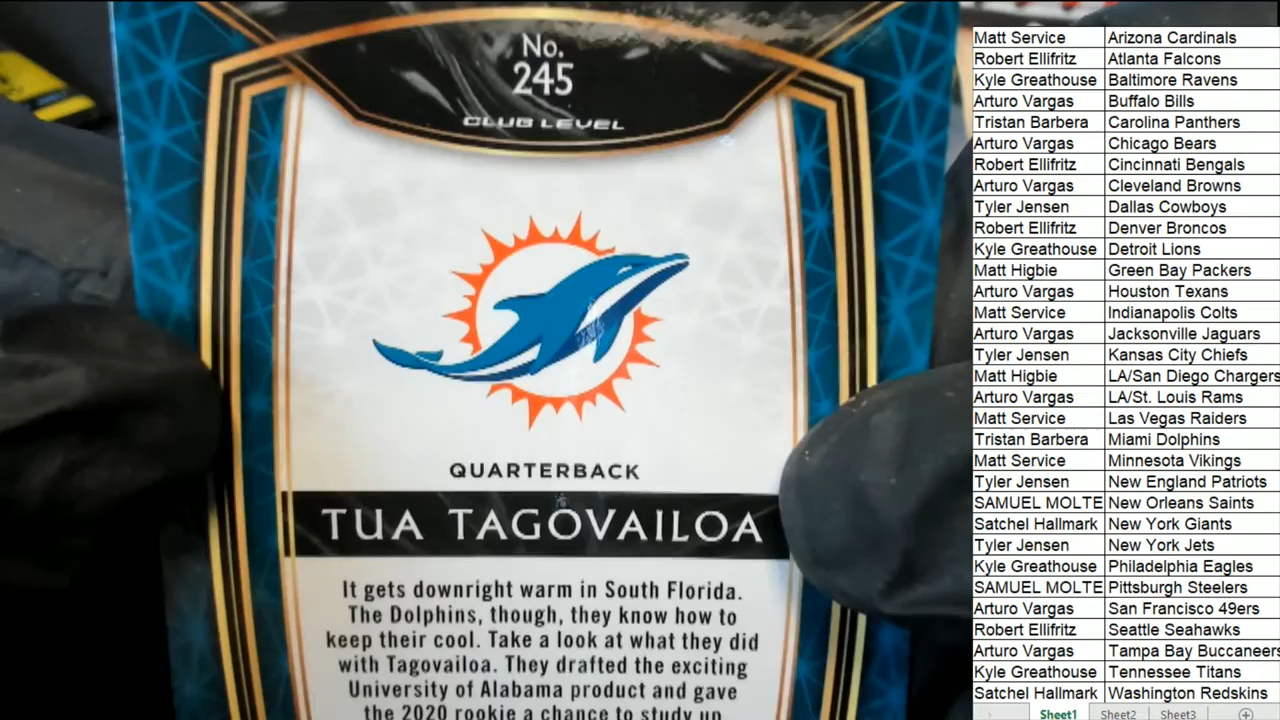 No.
245
CLUB LEVEL
QUARTERBACK
TUA TAGOVAILOA
It gets downright warm in South Florida.
The Dolphins, though, they know how to
keep their cool. Take a look at what they did
with Tagovailoa. They drafted the exciting
University of Alabama product and gave
the 2020 rookie a chance to study up
Matt Service Arizona Cardinals
Robert Ellifritz Atlanta Falcons
Kyle Greathouse Baltimore Ravens
Arturo Vargas Buffalo Bills
Tristan Barbera Carolina Panthers
Arturo Vargas Chicago Bears
Robert Ellifritz Cincinnati Bengals
Arturo Vargas Cleveland Browns
Tyler Jensen Dallas Cowboys
Robert Ellifritz Denver Broncos
Kyle Greathouse Detroit Lions
Matt Higbie Green Bay Packers
Arturo Vargas Houston Texans
Matt Service Indianapolis Colts
Arturo Vargas Jacksonville Jaguars
Tyler Jensen Kansas City Chiefs
Matt Higbie LA/San Diego Chargers
Arturo Vargas LA/St. Louis Rams
Matt Service Las Vegas Raiders
Tristan Barbera Miami Dolphins
Matt Service Minnesota Vikings
Tyler Jensen New England Patriots
SAMUEL MOLTE New Orleans Saints
Satchel Hallmark New York Giants
Tyler Jensen New York Jets
Kyle Greathouse Philadelphia Eagles
SAMUEL MOLTE Pittsburgh Steelers
Arturo Vargas San Francisco 49ers
Robert Ellifritz Seattle Seahawks
Arturo Vargas Tampa Bay Buccaneers
Kyle Greathouse Tennessee Titans
Satchel Hallmark Washington Redskins
Sheet1 Sheet2 Sheet3